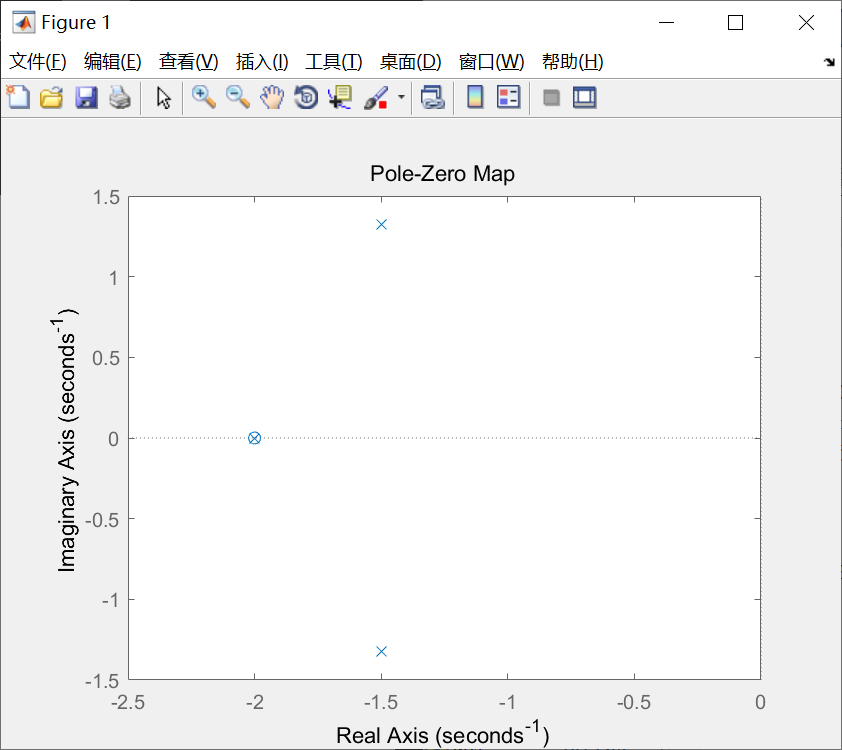 Figure 1
文件(F) 编辑(E) 查看(V) 插入(I) 工具(T) 桌面(D) 窗口(W) 帮助(H)
Pole-Zero Map
1.5
1
0.5
0
-0.5
-1
-1.5
Imaginary Axis (seconds⁻¹)
-2.5 -2 -1.5 -1 -0.5 0
Real Axis (seconds⁻¹)